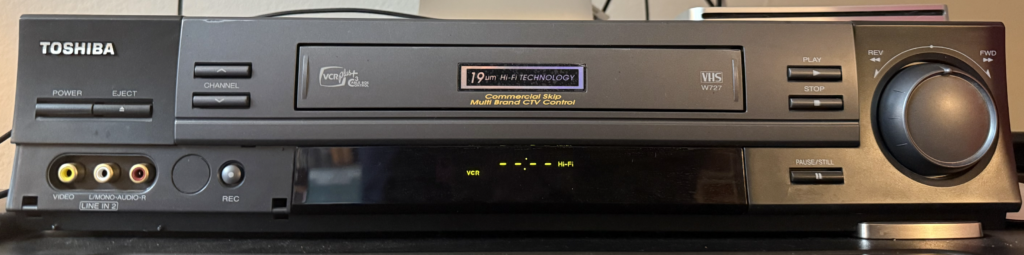 TOSHIBA
POWER
EJECT
CHANNEL
VCR Plus+
19um Hi-Fi TECHNOLOGY
Commercial Skip
Multi Brand CTV Control
VHS
W727
PLAY
STOP
REV
FWD
PAUSE/STILL
VIDEO
L/MONO-AUDIO-R
LINE IN 2
REC
VCR
--:--
Hi-Fi